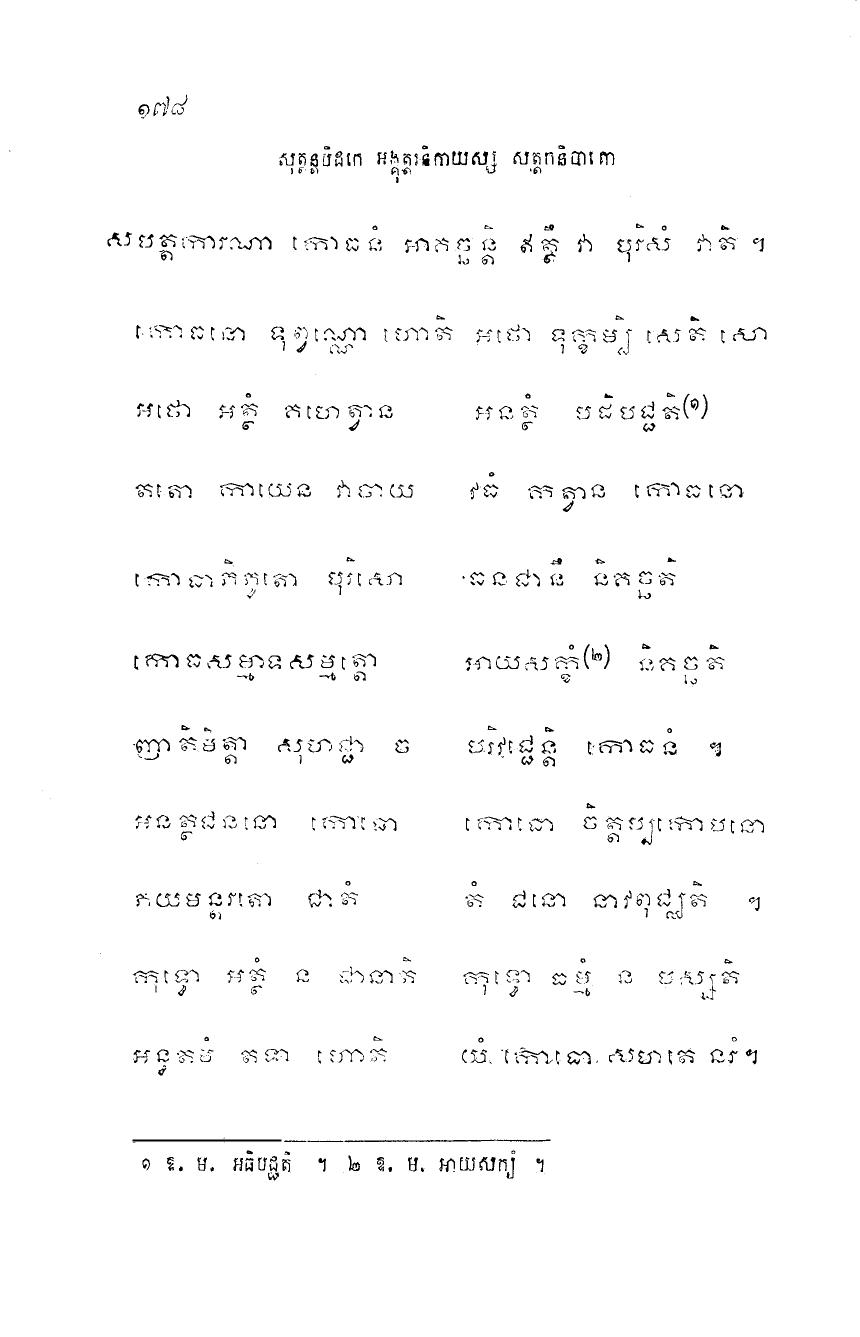 ១៧៨
សុត្តន្តបិដកេ អង្គុត្តរនិកាយស្ស សត្តកនិបាតោ
សបត្តការណា កោធនំ អាគច្ឆន្តិ ឥត្ថឹ វា បុរិសំ វាតិ ។
កោធនោ ទុព្វណ្ណោ ហោតិ អថោ ទុក្ខម្បិ សេតិ សោ
អថោ អត្ថំ គហេត្វាន អនត្ថំ បដិបជ្ជតិ(១)
តតោ កាយេន វាចាយ វធំ កត្វាន កោធនោ
កោធាភិភូតោ បុរិសោ ធនជានឹ និគច្ឆតិ
កោធសម្មាទសម្មត្តោ អាយសក្ខំ(២) និគច្ឆតិ
ញាតិមិត្តា សុហជ្ជា ច បរិវជ្ជេន្តិ កោធនំ ។
អនត្ថជននោ កោធោ កោធោ ចិត្តប្បកោបនោ
ភយមន្តរតោ ជាតំ តំ ជនោ នាវពុជ្ឈតិ ។
កុទ្ធោ អត្ថំ ន ជានាតិ កុទ្ធោ ធម្មំ ន បស្សតិ
អន្ធតមំ តទា ហោតិ យំ កោធោ សហតេ នរំ។
១ ឱ. ម. អធិបជ្ជតិ ។ ២ ឱ. ម. អាយសក្យំ ។